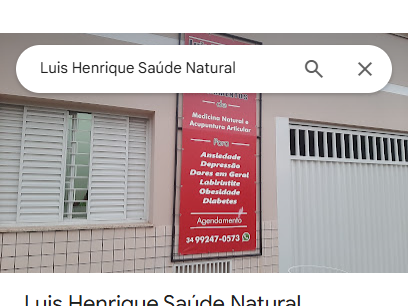 Luis Henrique Saúde Natural
de
Medicina Natural e
Acupuntura Articular
Para
Ansiedade
Depressão
Dores em Geral
Labirintite
Obesidade
Diabetes
Agendamento
34 99247-0573
Luis Henrique Saúde Natural